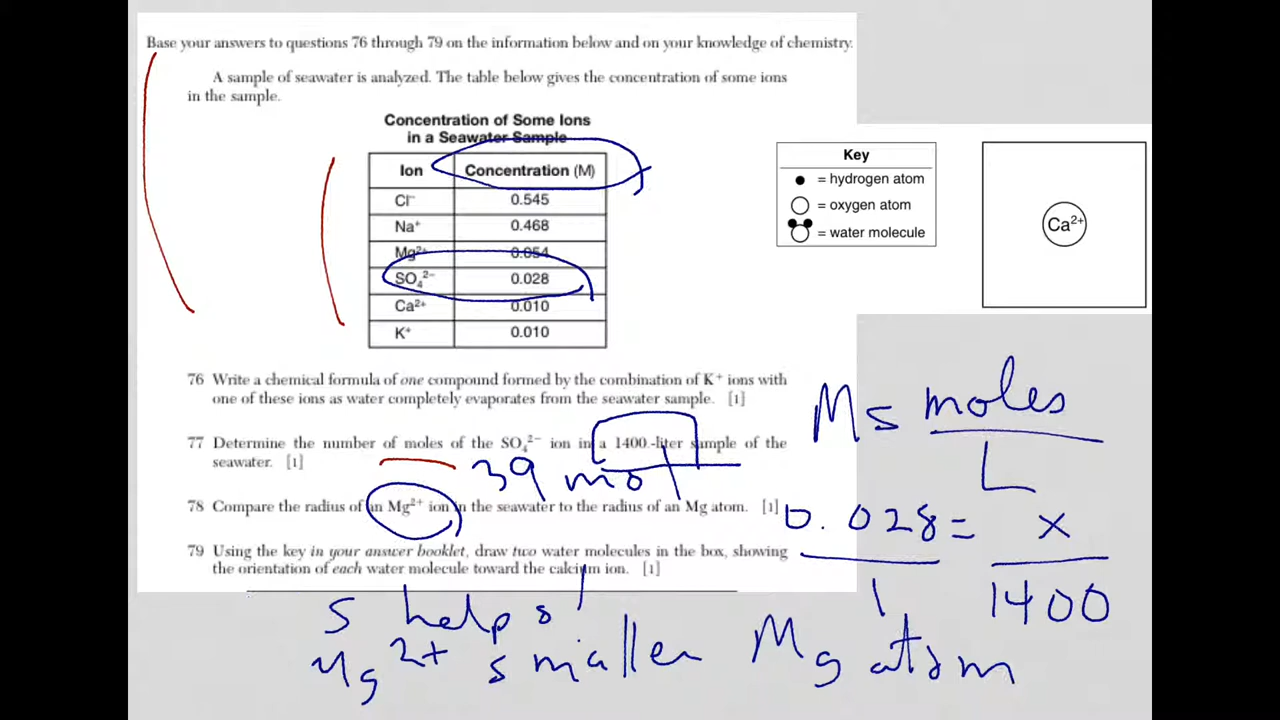 Base your answers to questions 76 through 79 on the information below and on your knowledge of chemistry.
A sample of seawater is analyzed. The table below gives the concentration of some ions
in the sample.
Concentration of Some Ions
in a Seawater Sample
Ion Concentration (M)
Cl⁻ 0.545
Na⁺ 0.468
Mg²⁺ 0.054
SO₄²⁻ 0.028
Ca²⁺ 0.010
K⁺ 0.010
Key
= hydrogen atom
= oxygen atom
= water molecule
Ca²⁺
76 Write a chemical formula of one compound formed by the combination of K⁺ ions with
one of these ions as water completely evaporates from the seawater sample. [1]
77 Determine the number of moles of the SO₄²⁻ ion in a 1400.-liter sample of the
seawater. [1]
39 mol
78 Compare the radius of an Mg²⁺ ion in the seawater to the radius of an Mg atom. [1]
79 Using the key in your answer booklet, draw two water molecules in the box, showing
the orientation of each water molecule toward the calcium ion. [1]
M = moles
L
0.028 = x
1 1400
S helps!
Mg 2+ smaller Mg atom